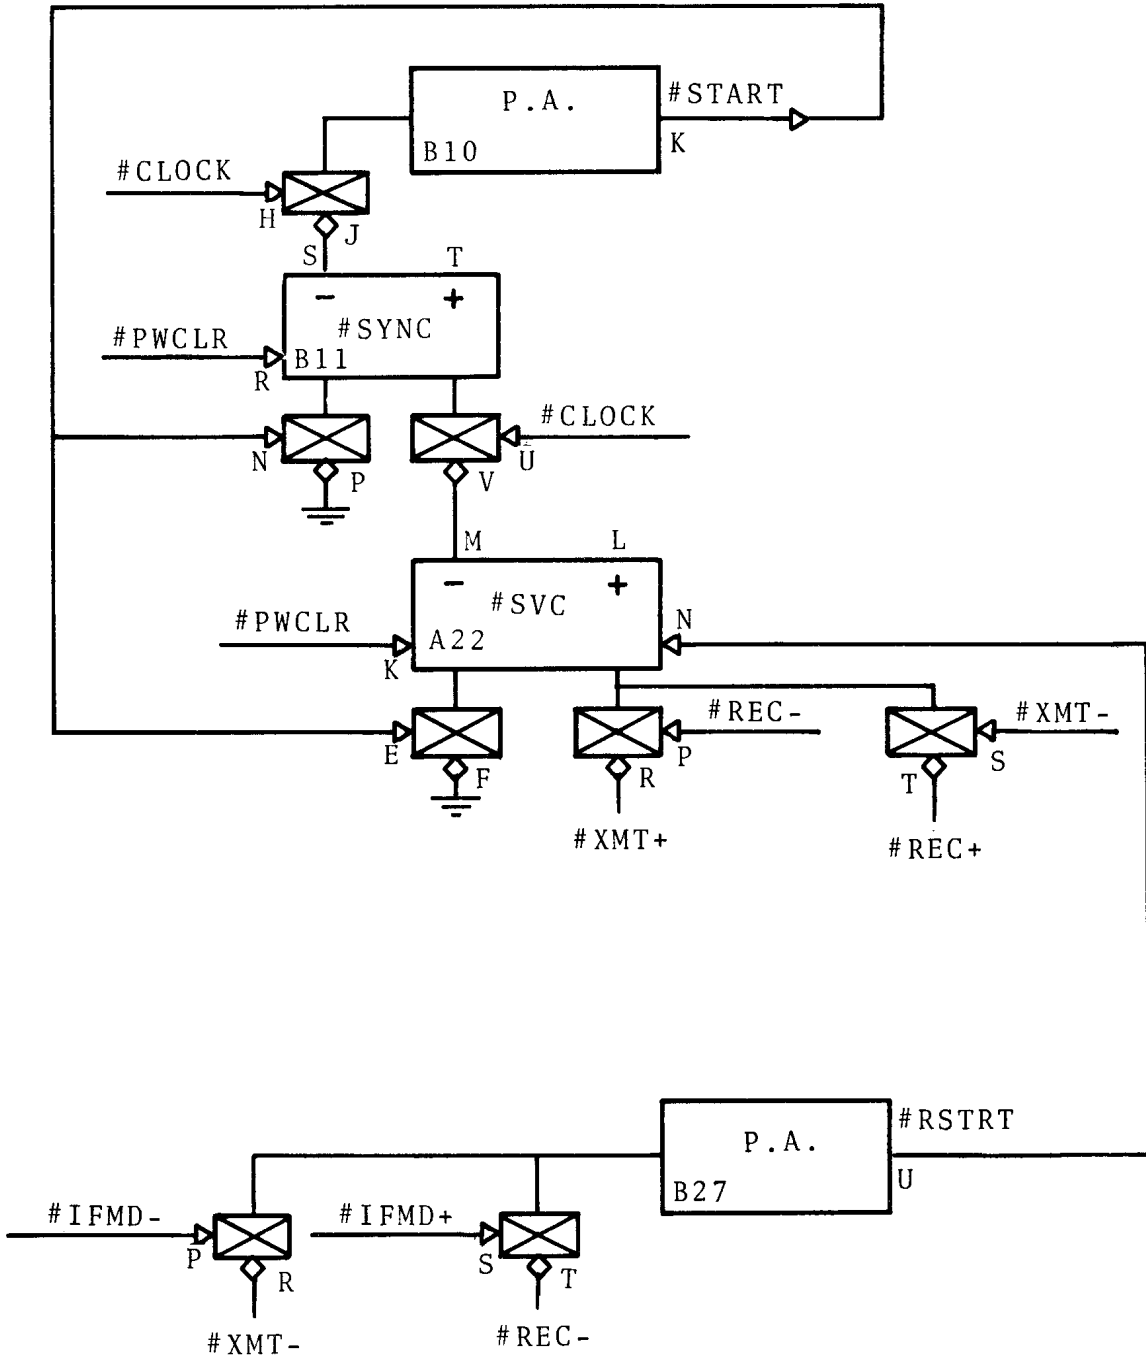 P.A.
#START
B10
K
#CLOCK
H
J
S
T
- +
#SYNC
#PWCLR
B11
R
#CLOCK
N
P
V
U
M
L
- +
#SVC
#PWCLR
A22
N
K
#REC-
#XMT-
E
F
R
P
T
S
#XMT+
#REC+
#RSTRT
P.A.
B27
U
#IFMD-
#IFMD+
P
R
S
T
#XMT-
#REC-